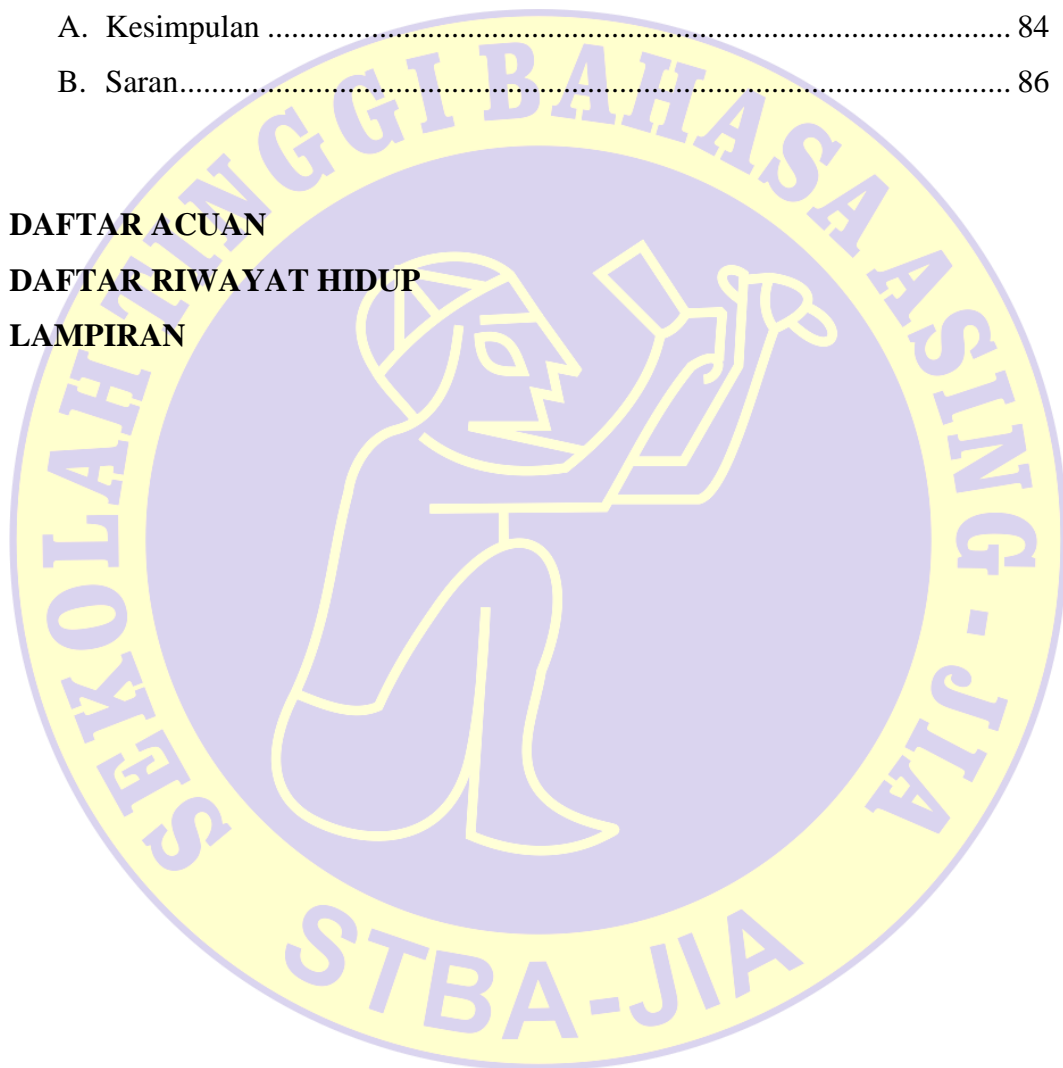 A. Kesimpulan ................................................................................................ 84
B. Saran............................................................................................................ 86
DAFTAR ACUAN
DAFTAR RIWAYAT HIDUP
LAMPIRAN
SEKOLAH TINGGI BAHASA ASING - JIA
STBA-JIA